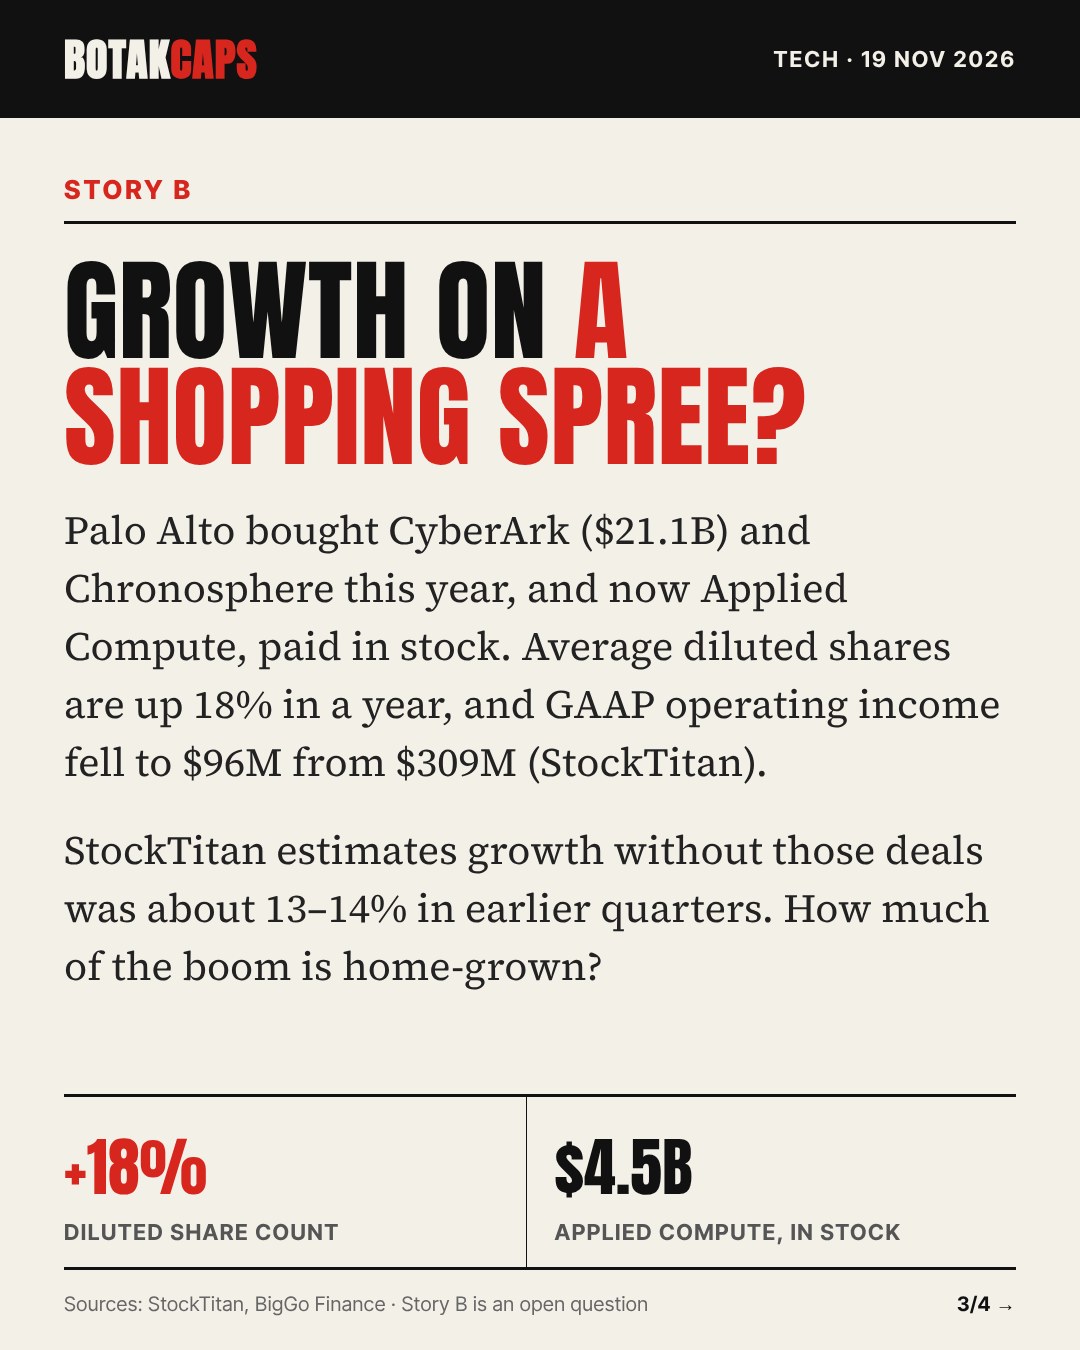 BOTAKCAPS
TECH · 19 NOV 2026
STORY B
GROWTH ON A
SHOPPING SPREE?
Palo Alto bought CyberArk ($21.1B) and
Chronosphere this year, and now Applied
Compute, paid in stock. Average diluted shares
are up 18% in a year, and GAAP operating income
fell to $96M from $309M (StockTitan).
StockTitan estimates growth without those deals
was about 13–14% in earlier quarters. How much
of the boom is home-grown?
+18%
DILUTED SHARE COUNT
$4.5B
APPLIED COMPUTE, IN STOCK
Sources: StockTitan, BigGo Finance · Story B is an open question
3/4 →